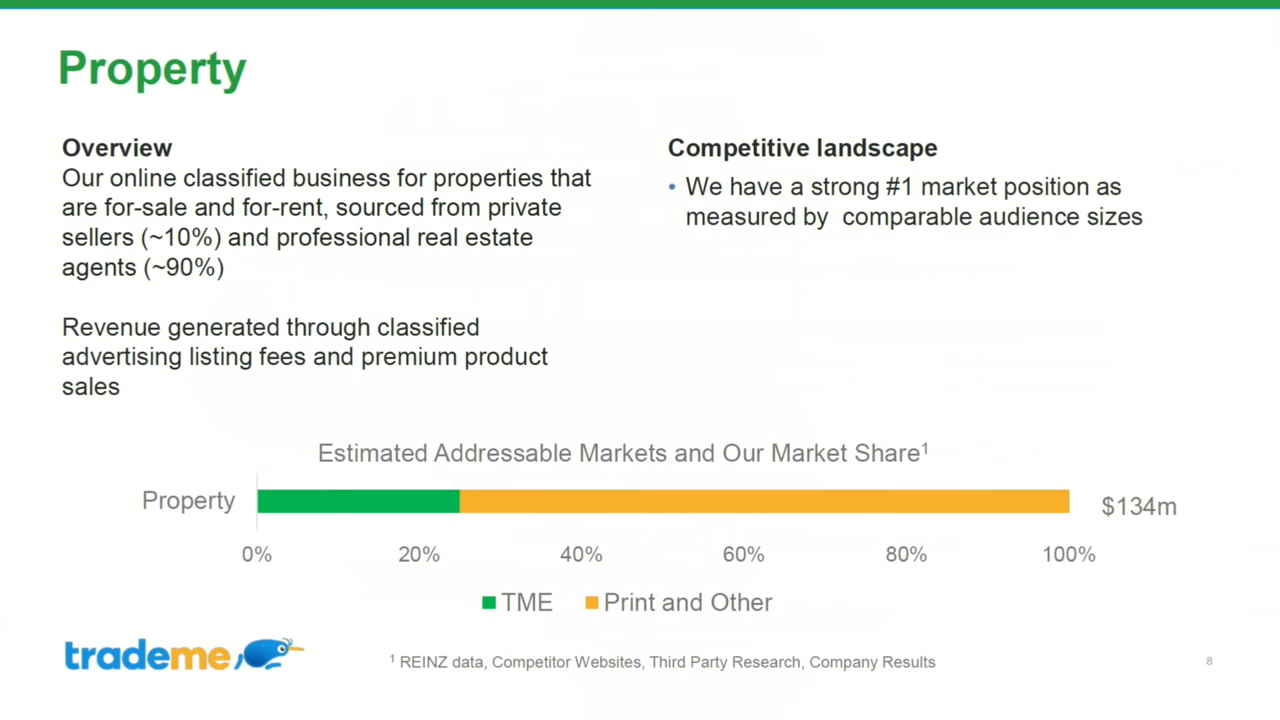 Property
Overview
Our online classified business for properties that
are for-sale and for-rent, sourced from private
sellers (~10%) and professional real estate
agents (~90%)
Revenue generated through classified
advertising listing fees and premium product
sales
Competitive landscape
• We have a strong #1 market position as
measured by comparable audience sizes
Estimated Addressable Markets and Our Market Share¹
Property
$134m
0% 20% 40% 60% 80% 100%
TME Print and Other
trademe
¹ REINZ data, Competitor Websites, Third Party Research, Company Results
8